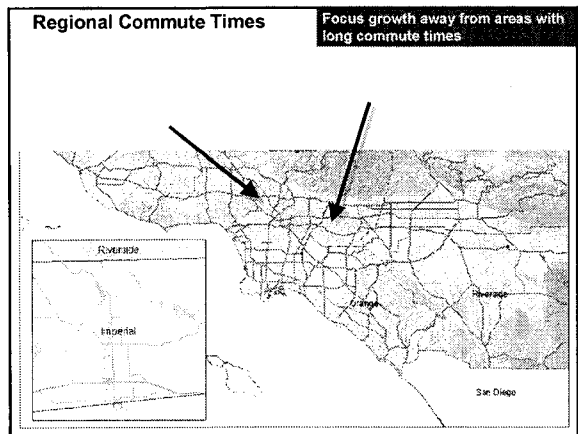 Regional Commute Times
Focus growth away from areas with
long commute times
Riverside
Imperial
Orange
Riverside
San Diego